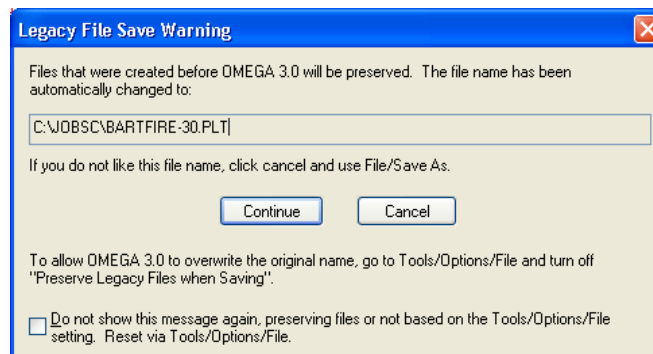 Legacy File Save Warning
Files that were created before OMEGA 3.0 will be preserved. The file name has been
automatically changed to:
C:\JOBSC\BARTFIRE-30.PLT
If you do not like this file name, click cancel and use File/Save As.
Continue Cancel
To allow OMEGA 3.0 to overwrite the original name, go to Tools/Options/File and turn off
"Preserve Legacy Files when Saving".
Do not show this message again, preserving files or not based on the Tools/Options/File
setting. Reset via Tools/Options/File.